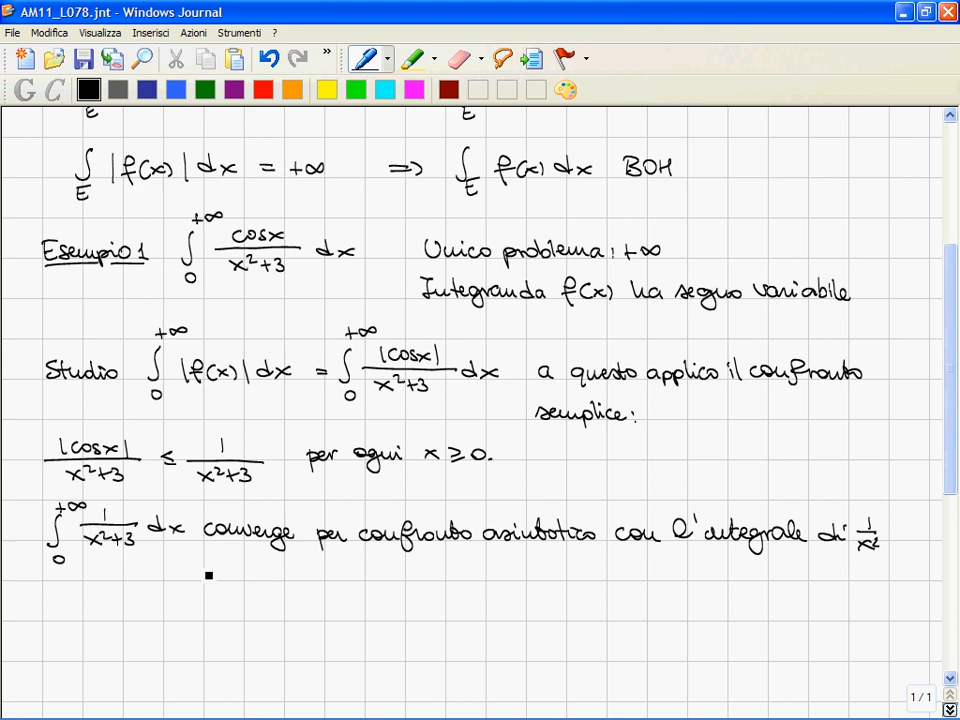 AM11_L078.jnt - Windows Journal
File Modifica Visualizza Inserisci Azioni Strumenti ?
G C
E E
∫_E |f(x)| dx = +∞ => ∫_E f(x) dx BOH
Esempio 1 ∫_0^{+∞} cosx/(x²+3) dx Unico problema: +∞
Integranda f(x) ha segno variabile
Studio ∫_0^{+∞} |f(x)| dx = ∫_0^{+∞} |cosx|/(x²+3) dx a questo applico il confronto
semplice:
|cosx|/(x²+3) ≤ 1/(x²+3) per ogni x ≥ 0.
∫_0^{+∞} 1/(x²+3) dx converge per confronto asintotico con l'integrale di 1/x²
1 / 1